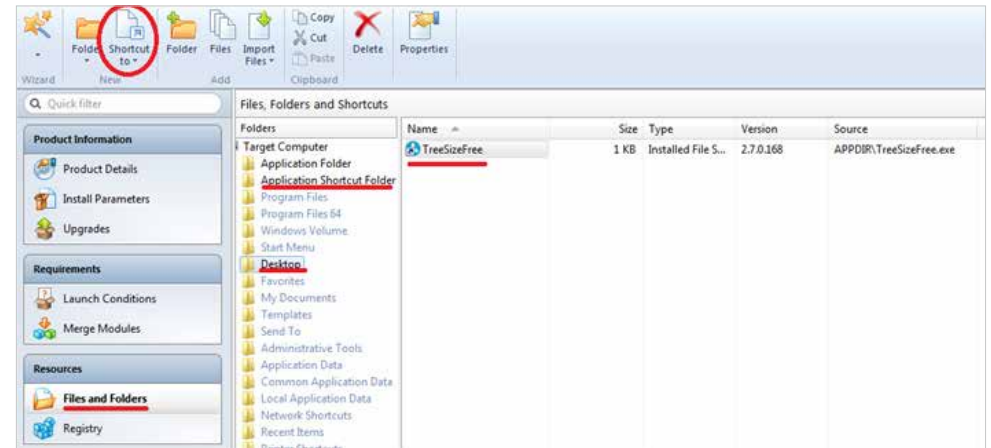 Folder
Shortcut to
Folder
Files
Import Files
Copy
Cut
Paste
Delete
Properties
Wizard
New
Add
Clipboard
Quick filter
Product Information
Product Details
Install Parameters
Upgrades
Requirements
Launch Conditions
Merge Modules
Resources
Files and Folders
Registry
Files, Folders and Shortcuts
Folders
Target Computer
Application Folder
Application Shortcut Folder
Program Files
Program Files 64
Windows Volume
Start Menu
Desktop
Favorites
My Documents
Templates
Send To
Administrative Tools
Application Data
Common Application Data
Local Application Data
Network Shortcuts
Recent Items
Name Size Type Version Source
TreeSizeFree 1 KB Installed File S... 2.7.0.168 APPDIR\TreeSizeFree.exe